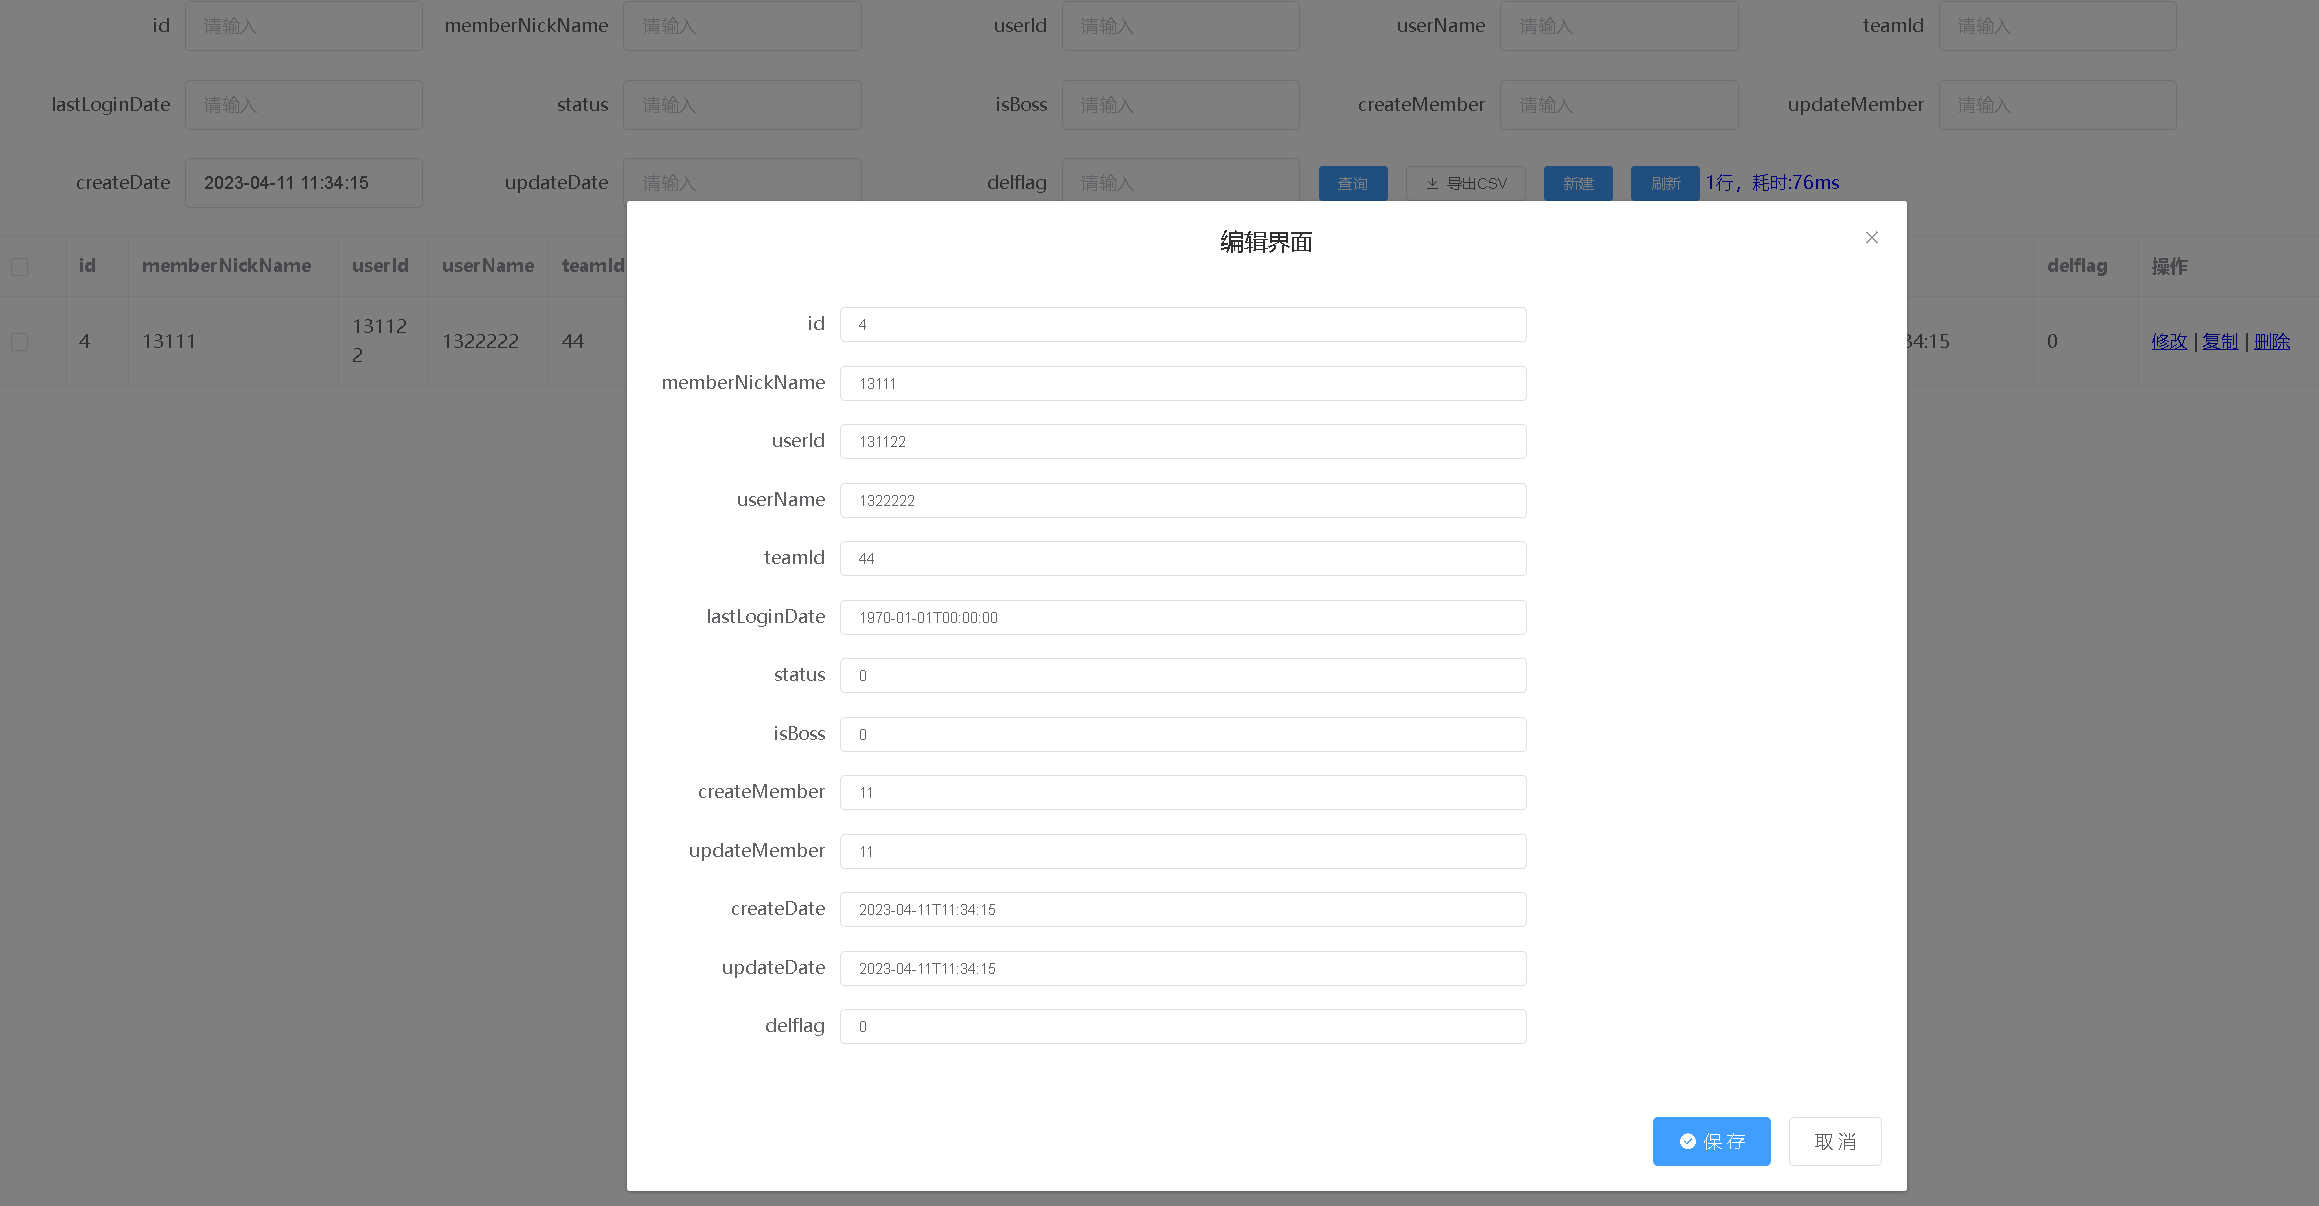 id 请输入 memberNickName 请输入 userId 请输入 userName 请输入 teamId 请输入
lastLoginDate 请输入 status 请输入 isBoss 请输入 createMember 请输入 updateMember 请输入
createDate 2023-04-11 11:34:15 updateDate 请输入 delflag 请输入 查询 导出CSV 新建 刷新 1行，耗时:76ms
id memberNickName userId userName teamId delflag 操作
4 13111 131122 1322222 44 34:15 0 修改 | 复制 | 删除
编辑界面
id 4
memberNickName 13111
userId 131122
userName 1322222
teamId 44
lastLoginDate 1970-01-01T00:00:00
status 0
isBoss 0
createMember 11
updateMember 11
createDate 2023-04-11T11:34:15
updateDate 2023-04-11T11:34:15
delflag 0
保存 取消